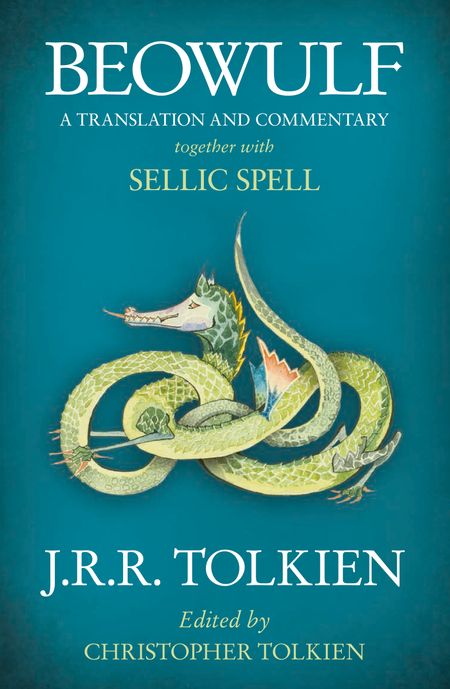 BEOWULF
A TRANSLATION AND COMMENTARY
together with
SELLIC SPELL
J.R.R. TOLKIEN
Edited by
CHRISTOPHER TOLKIEN